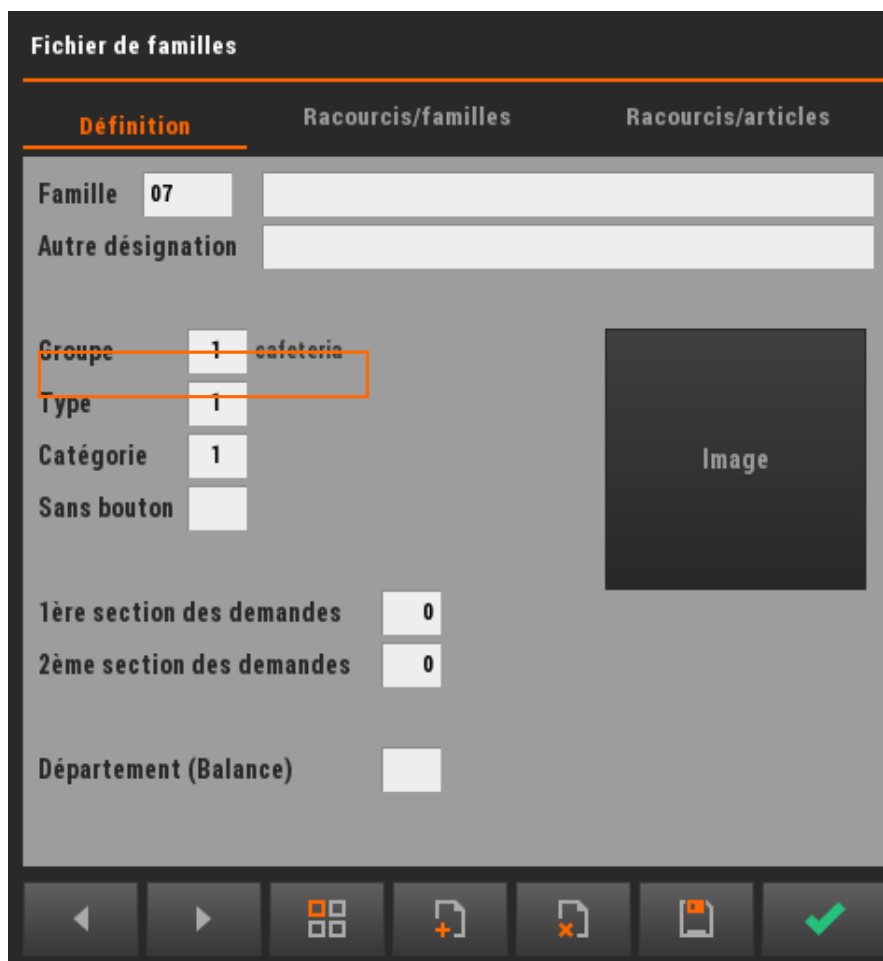 Fichier de familles
Définition Racourcis/familles Racourcis/articles
Famille 07
Autre désignation
Groupe 1 cafeteria
Type 1
Catégorie 1
Image
Sans bouton
1ère section des demandes 0
2ème section des demandes 0
Département (Balance)